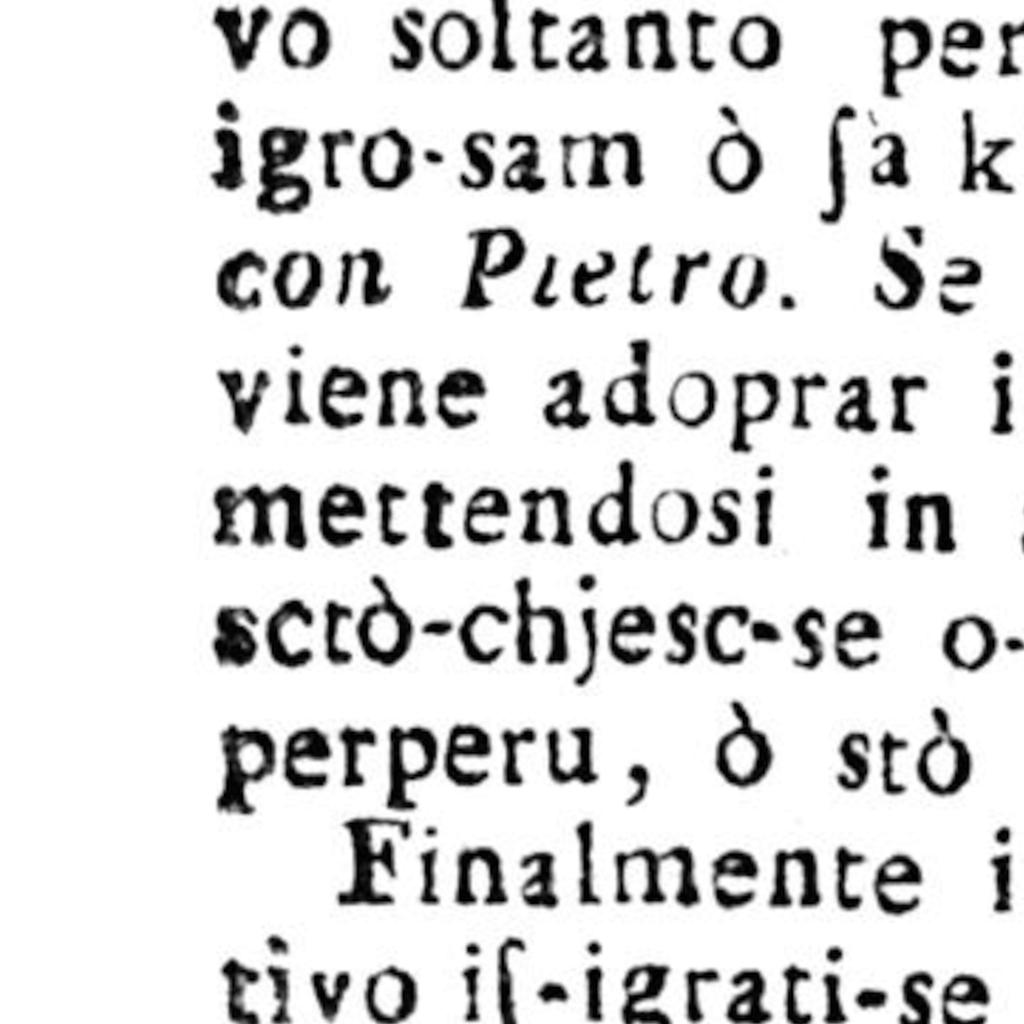 vo soltanto per
igro-sam ò ſà k
con Pietro. Se
viene adoprar i
mettendosi in
sctò-chjesc-se o-
perperu, ò stò
Finalmente i
tivo iſ-igrati-se